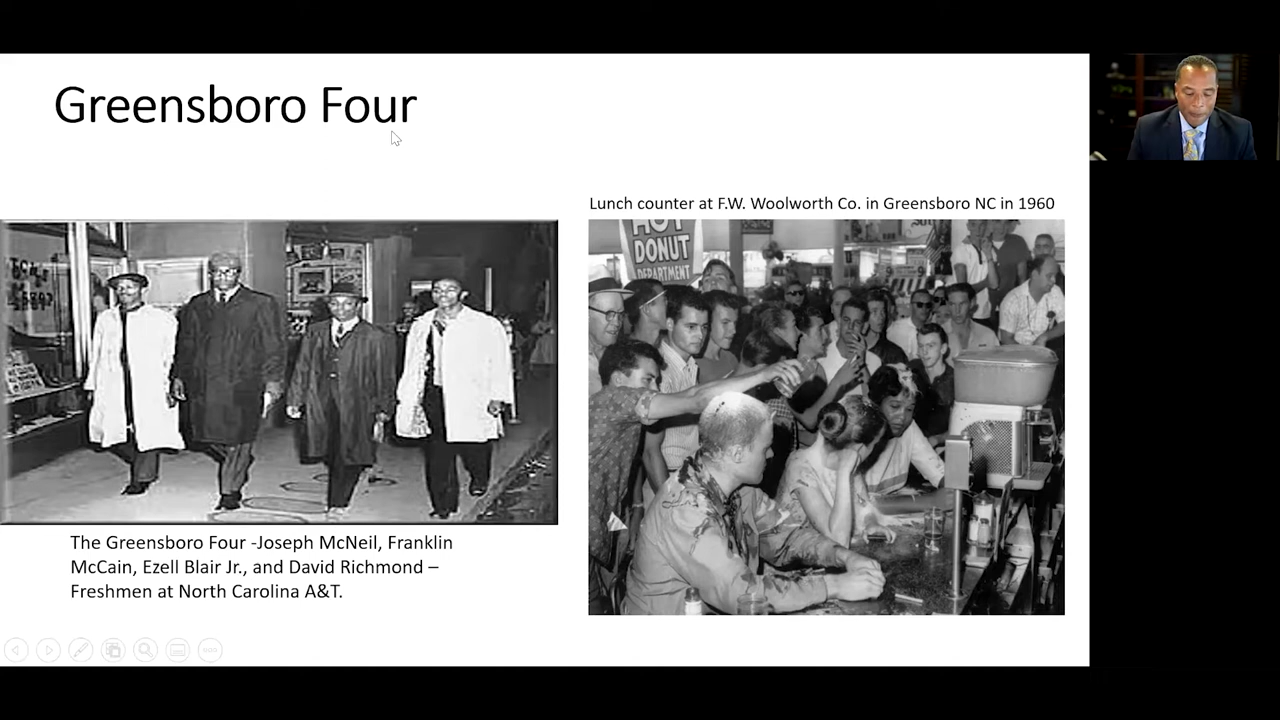 Greensboro Four
Lunch counter at F.W. Woolworth Co. in Greensboro NC in 1960
HOT
DONUT
DEPARTMENT
The Greensboro Four -Joseph McNeil, Franklin
McCain, Ezell Blair Jr., and David Richmond –
Freshmen at North Carolina A&T.